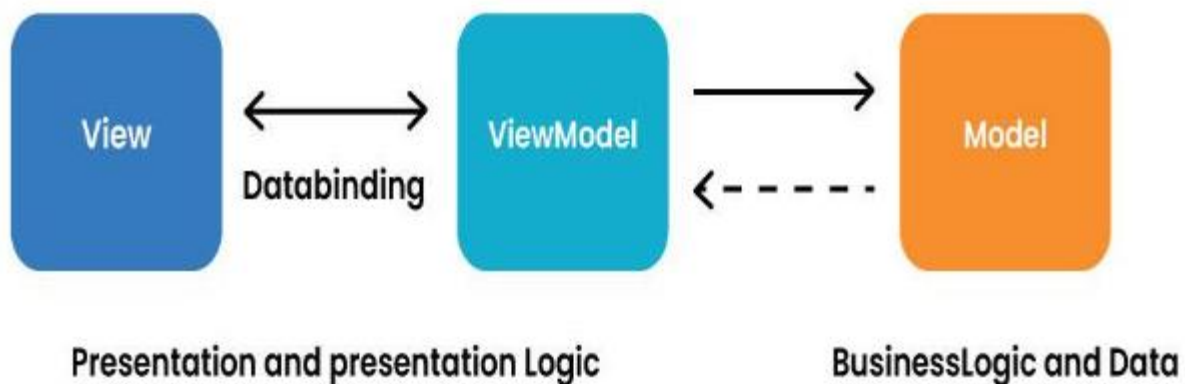 View
ViewModel
Model
Databinding
Presentation and presentation Logic
BusinessLogic and Data